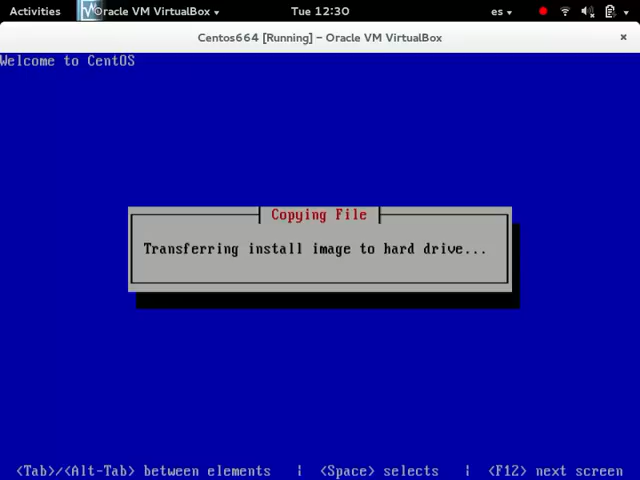 Activities Oracle VM VirtualBox Tue 12:30 es
Centos664 [Running] – Oracle VM VirtualBox ×
Welcome to CentOS
Copying File
Transferring install image to hard drive...
<Tab>/<Alt-Tab> between elements | <Space> selects | <F12> next screen